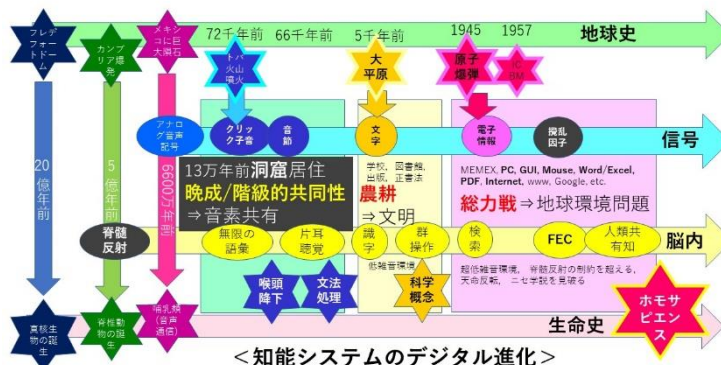 フレデ
フォート
ドーム
カンブ
リア爆
発
メキシ
コに巨
大隕石
72千年前
66千年前
5千年前
1945
1957
地球史
トバ
火山
噴火
大
平原
原子
爆弾
IC
BM
アナロ
グ音声
記号
クリッ
ク子音
音
節
文
字
電子
情報
撹乱
因子
信号
20億年前
5億年前
6600万年前
13万年前洞窟居住
晩成/階級的共同性
⇒音素共有
学校，図書館，
出版，正書法
農耕
⇒文明
MEMEX, PC, GUI, Mouse, Word/Excel,
PDF, Internet, www, Google, etc.
総力戦⇒地球環境問題
脊髄
反射
無限の
語彙
片耳
聴覚
識
字
群
操作
検
索
FEC
人類共
有知
脳内
低雑音環境
超低雑音環境，脊髄反射の制約を超える，
天命反転，ニセ学説を見破る
喉頭
降下
文法
処理
科学
概念
真核生
物の誕
生
脊椎動
物の誕
生
哺乳類
(音声
通信)
生命史
ホモサ
ピエン
ス
＜知能システムのデジタル進化＞